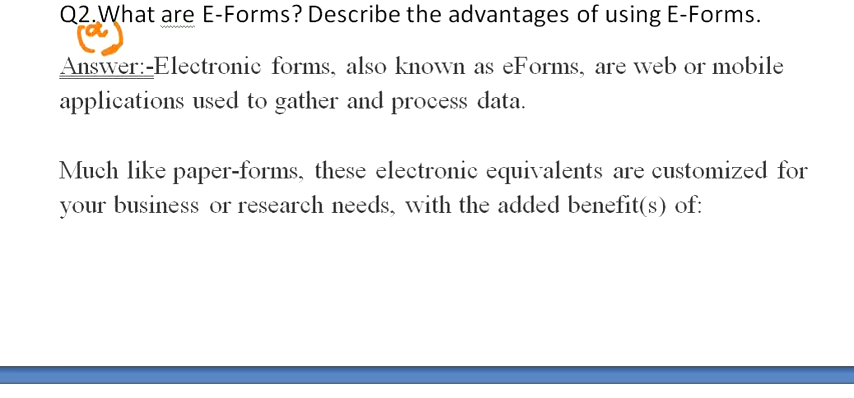 Q2.What are E-Forms? Describe the advantages of using E-Forms.
(a)
Answer:-Electronic forms, also known as eForms, are web or mobile
applications used to gather and process data.
Much like paper-forms, these electronic equivalents are customized for
your business or research needs, with the added benefit(s) of: